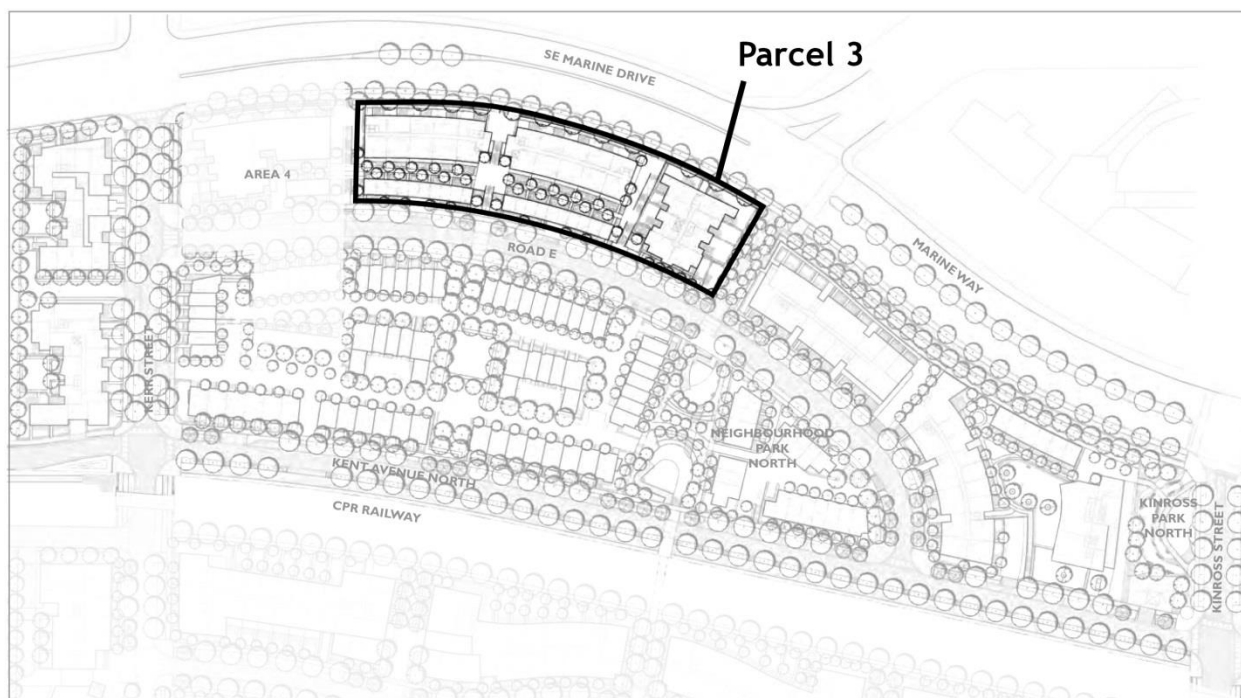 Parcel 3
SE MARINE DRIVE
AREA 4
MARINE WAY
ROAD E
KERR STREET
NEIGHBOURHOOD
PARK
NORTH
KENT AVENUE NORTH
CPR RAILWAY
KINROSS
PARK
NORTH
KINROSS STREET